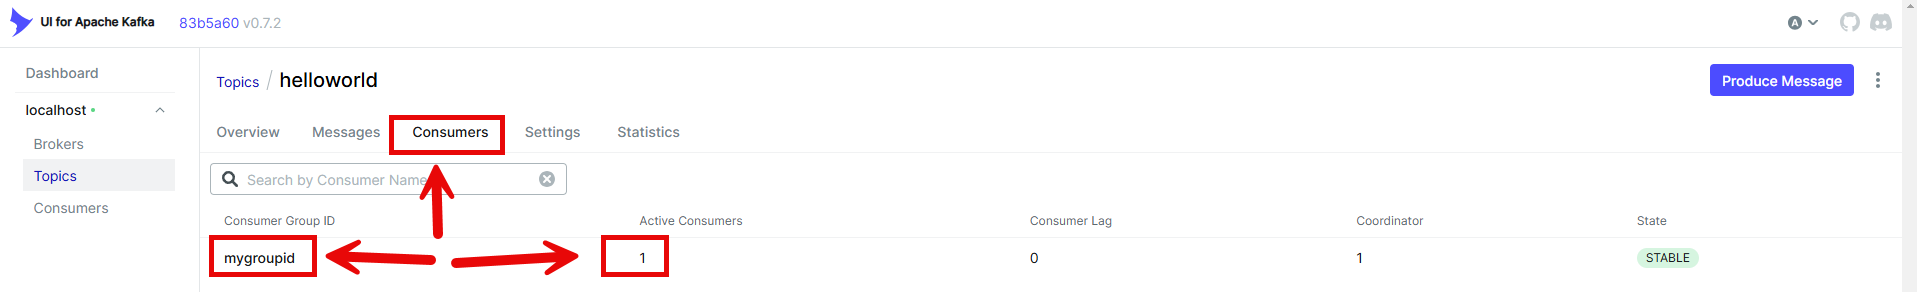 UI for Apache Kafka 83b5a60 v0.7.2 A
Dashboard
localhost
Brokers
Topics
Consumers
Topics / helloworld Produce Message
Overview Messages Consumers Settings Statistics
Search by Consumer Name
Consumer Group ID Active Consumers Consumer Lag Coordinator State
mygroupid 1 0 1 STABLE